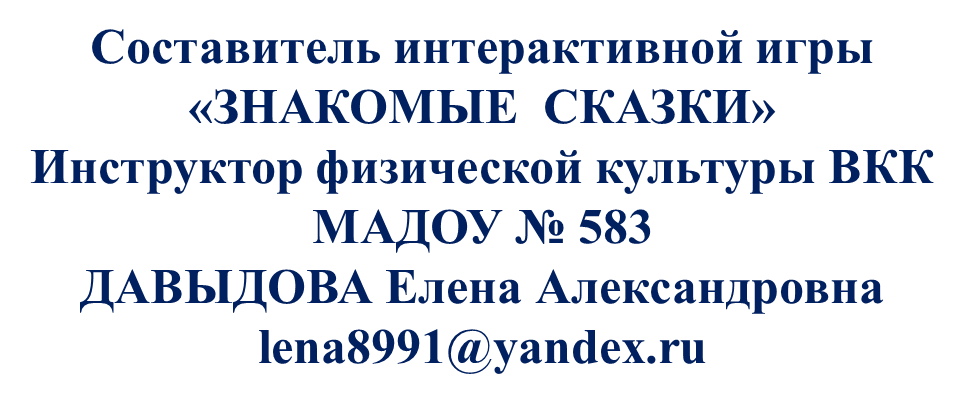 Составитель интерактивной игры
«ЗНАКОМЫЕ СКАЗКИ»
Инструктор физической культуры ВКК
МАДОУ № 583
ДАВЫДОВА Елена Александровна
lena8991@yandex.ru